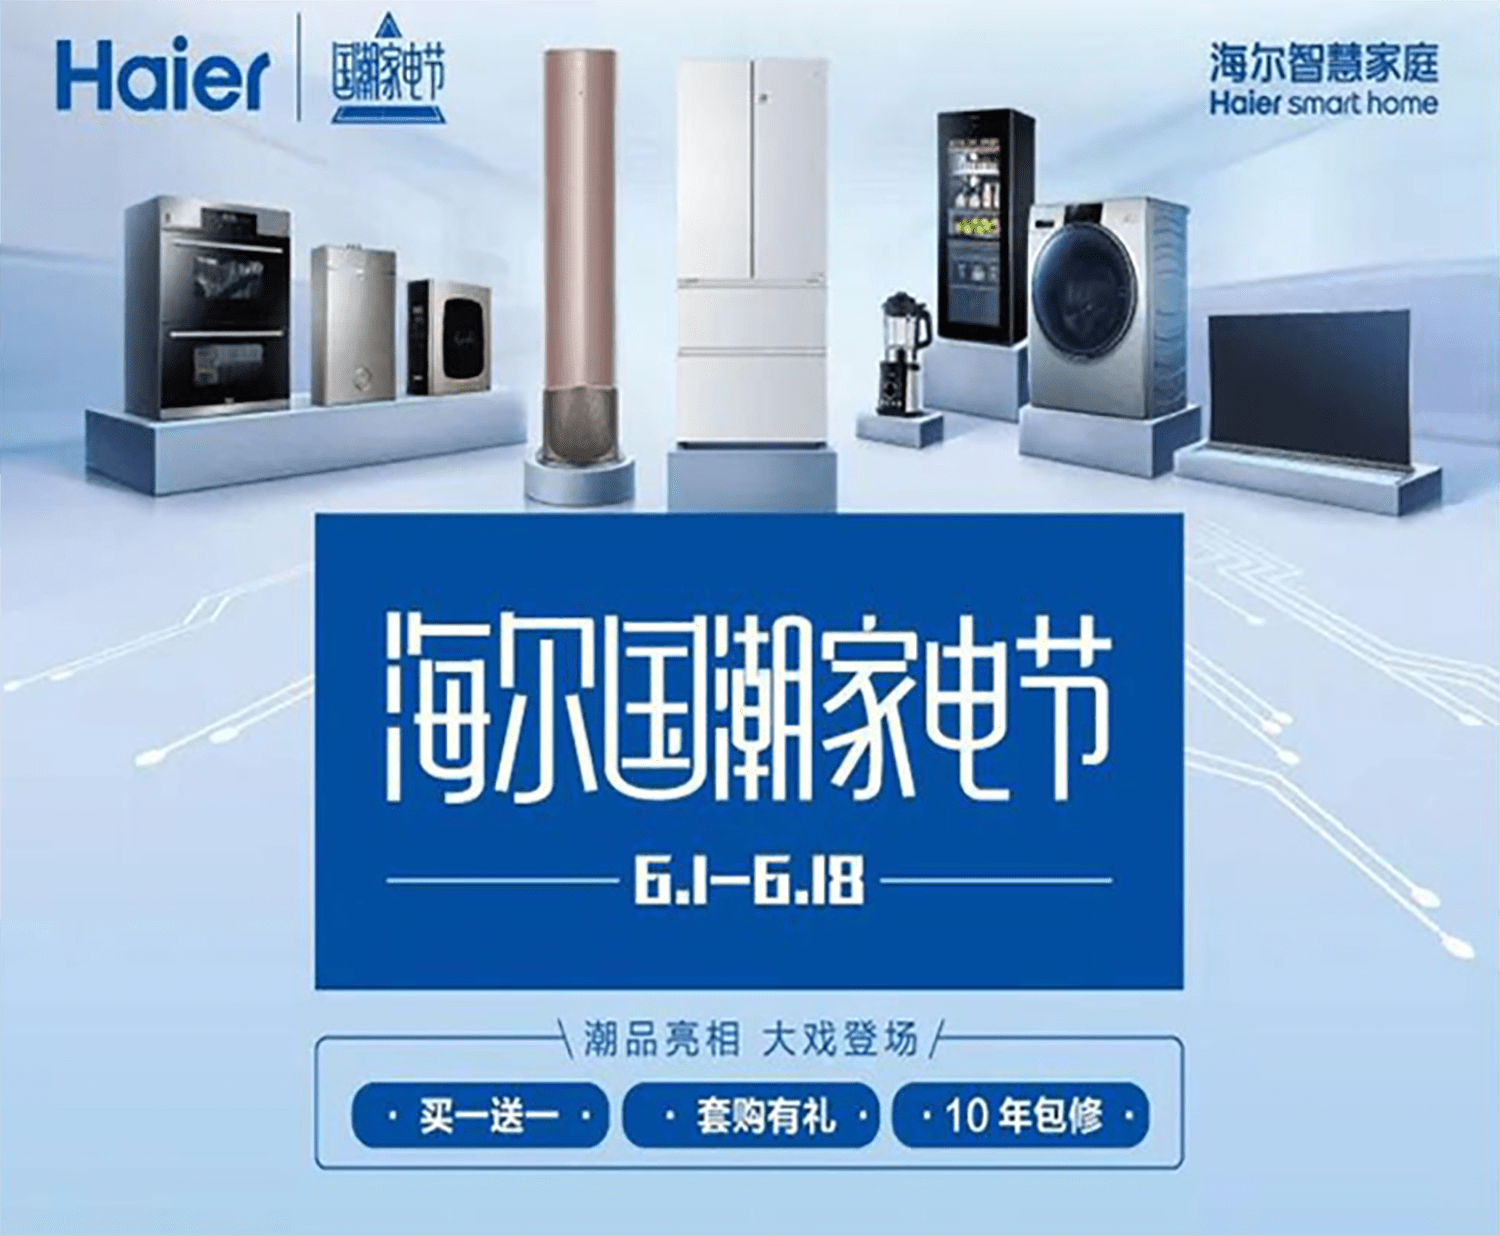 Haier
国潮家电节
海尔智慧家庭
Haier smart home
海尔国潮家电节
6.1—6.18
潮品亮相 大戏登场
· 买一送一 ·
· 套购有礼 ·
· 10 年包修 ·